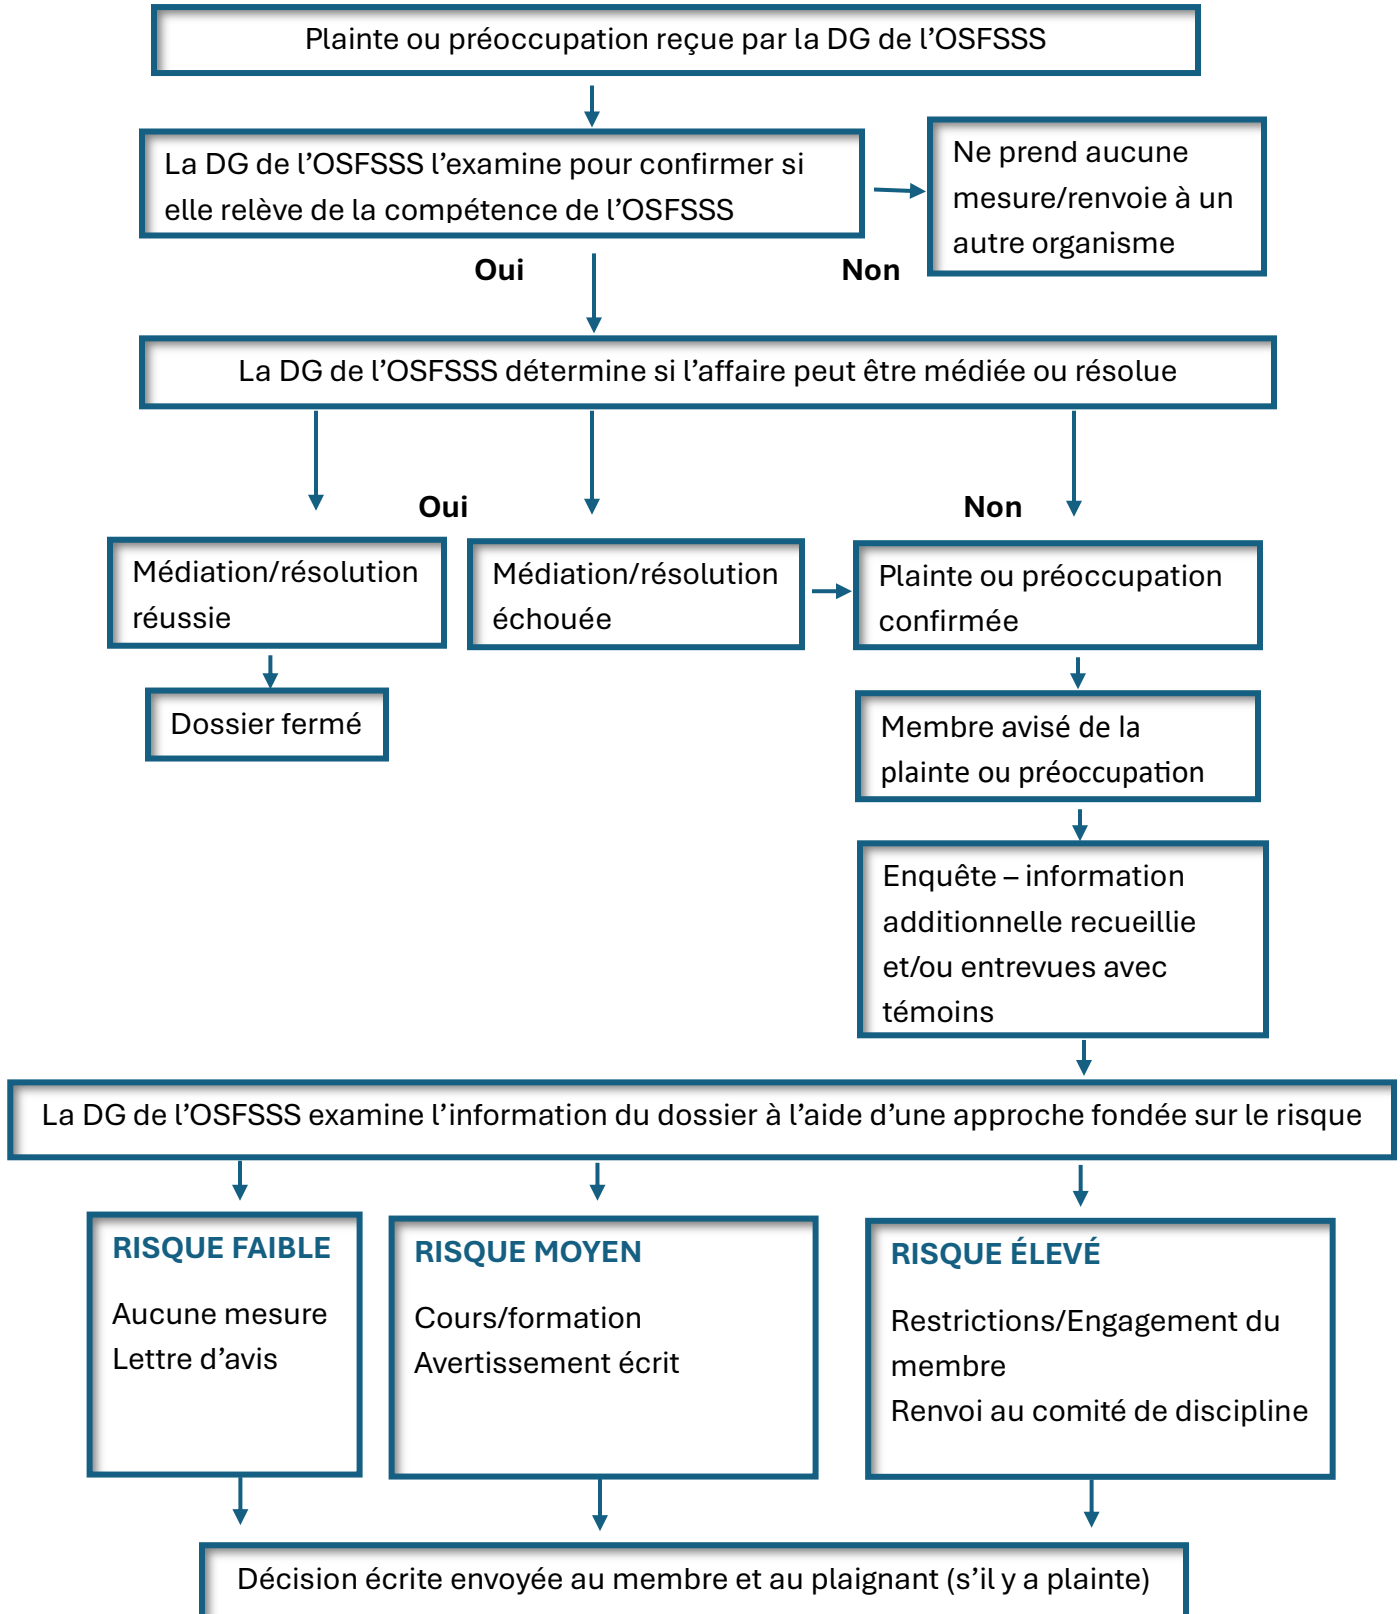 Plainte ou préoccupation reçue par la DG de l’OSFSSS
La DG de l’OSFSSS l’examine pour confirmer si
elle relève de la compétence de l’OSFSSS
Ne prend aucune
mesure/renvoie à un
autre organisme
Oui
Non
La DG de l’OSFSSS détermine si l’affaire peut être médiée ou résolue
Oui
Non
Médiation/résolution
réussie
Médiation/résolution
échouée
Plainte ou préoccupation
confirmée
Dossier fermé
Membre avisé de la
plainte ou préoccupation
Enquête – information
additionnelle recueillie
et/ou entrevues avec
témoins
La DG de l’OSFSSS examine l’information du dossier à l’aide d’une approche fondée sur le risque
RISQUE FAIBLE
Aucune mesure
Lettre d’avis
RISQUE MOYEN
Cours/formation
Avertissement écrit
RISQUE ÉLEVÉ
Restrictions/Engagement du
membre
Renvoi au comité de discipline
Décision écrite envoyée au membre et au plaignant (s’il y a plainte)